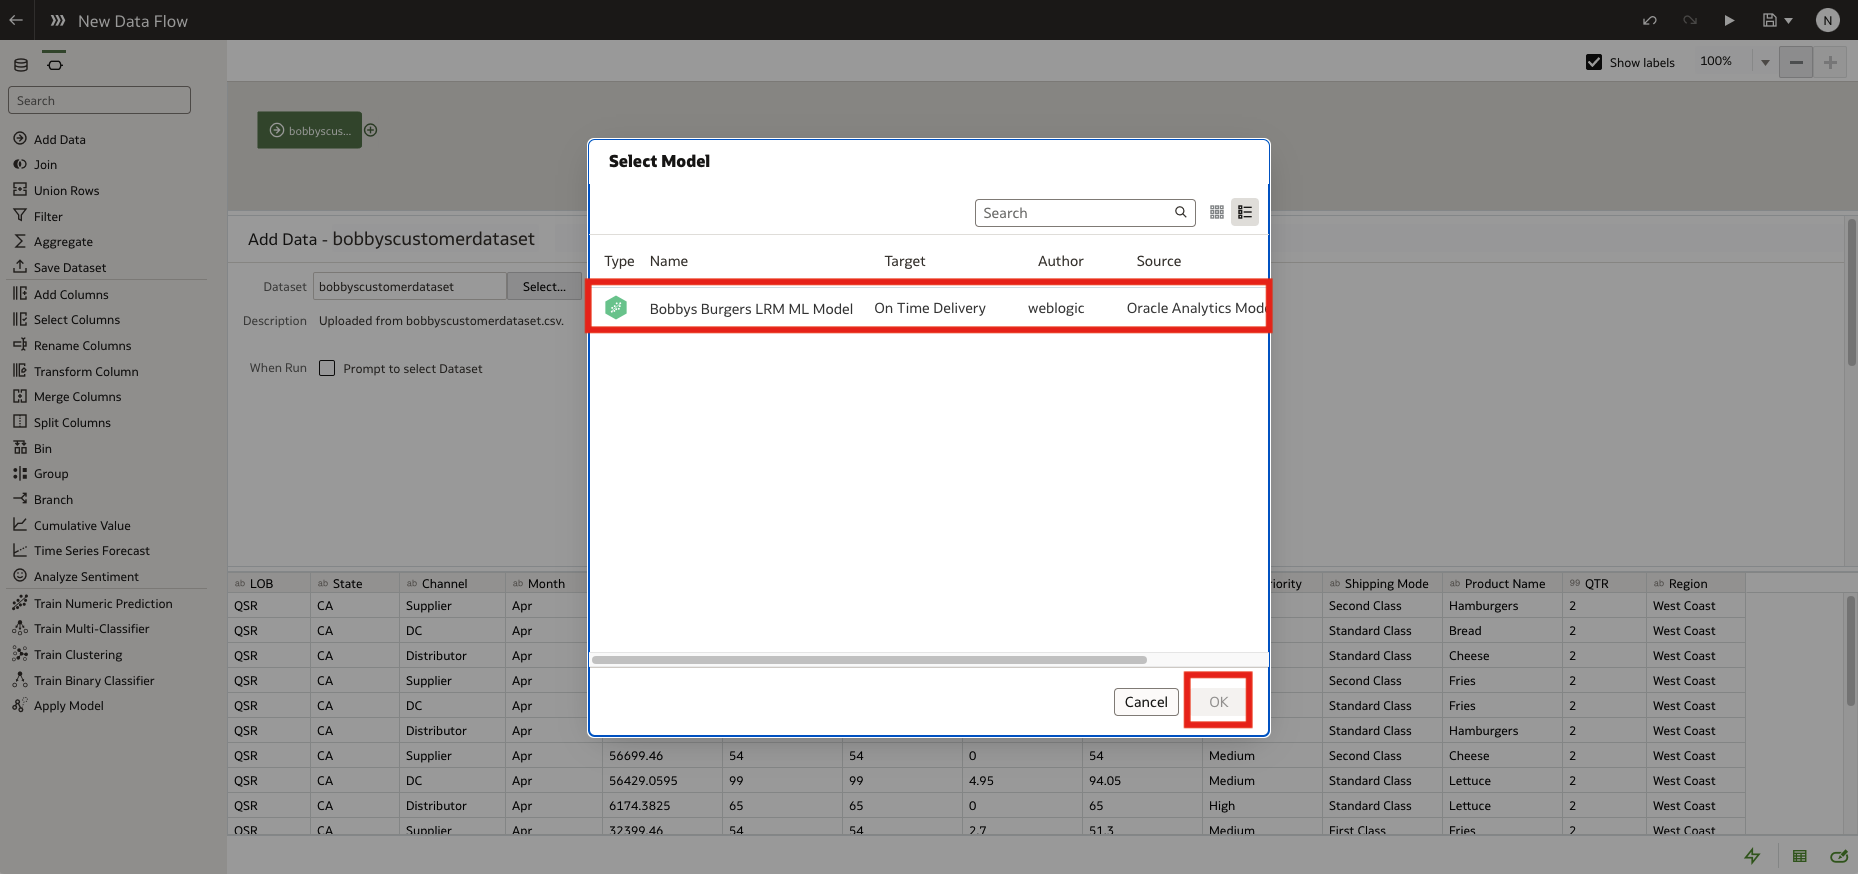 New Data Flow
N
Show labels
100%
Search
Add Data
Join
Union Rows
Filter
Aggregate
Save Dataset
Add Columns
Select Columns
Rename Columns
Transform Column
Merge Columns
Split Columns
Bin
Group
Branch
Cumulative Value
Time Series Forecast
Analyze Sentiment
Train Numeric Prediction
Train Multi-Classifier
Train Clustering
Train Binary Classifier
Apply Model
bobbyscus...
Add Data - bobbyscustomerdataset
Dataset bobbyscustomerdataset Select...
Description Uploaded from bobbyscustomerdataset.csv.
When Run Prompt to select Dataset
Select Model
Search
Type Name Target Author Source
Bobbys Burgers LRM ML Model On Time Delivery weblogic Oracle Analytics Mode
Cancel OK
ab LOB ab State ab Channel ab Month iority ab Shipping Mode ab Product Name 99 QTR ab Region
QSR CA Supplier Apr Second Class Hamburgers 2 West Coast
QSR CA DC Apr Standard Class Bread 2 West Coast
QSR CA Distributor Apr Standard Class Cheese 2 West Coast
QSR CA Supplier Apr Second Class Fries 2 West Coast
QSR CA DC Apr Standard Class Fries 2 West Coast
QSR CA Distributor Apr Standard Class Hamburgers 2 West Coast
QSR CA Supplier Apr 56699.46 54 54 0 54 Medium Second Class Cheese 2 West Coast
QSR CA DC Apr 56429.0595 99 99 4.95 94.05 Medium Standard Class Lettuce 2 West Coast
QSR CA Distributor Apr 6174.3825 65 65 0 65 High Standard Class Lettuce 2 West Coast
QSR CA Supplier Apr 32399.46 54 54 2.7 51.3 Medium First Class Fries 2 West Coast